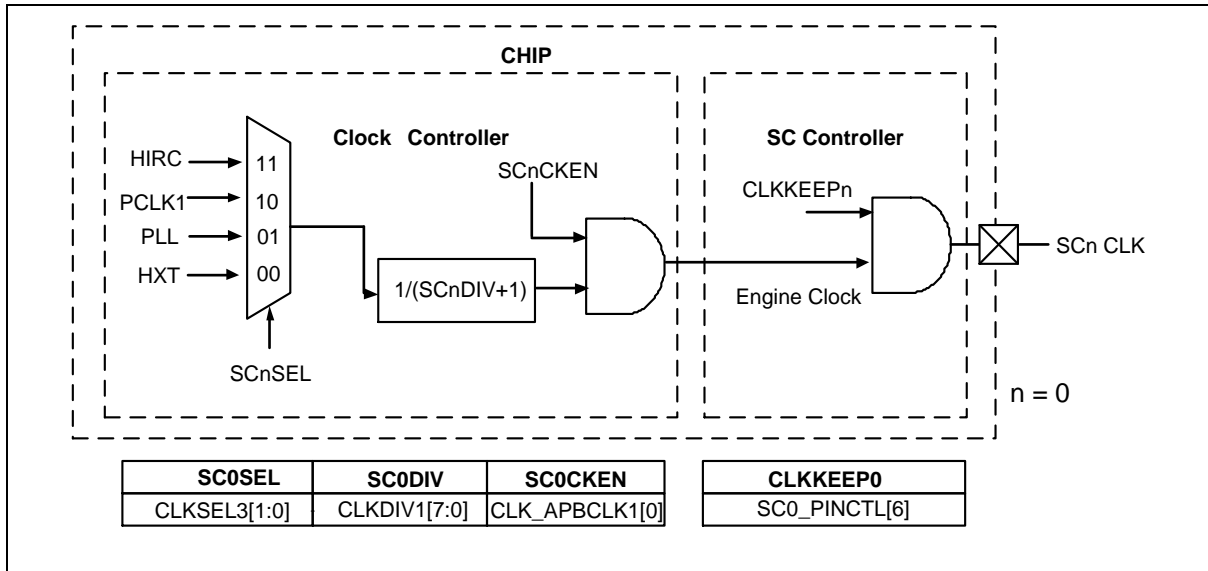 CHIP
Clock Controller
SC Controller
HIRC
PCLK1
PLL
HXT
11
10
01
00
SCnSEL
1/(SCnDIV+1)
SCnCKEN
CLKKEEPn
Engine Clock
SCn CLK
n = 0
SC0SEL SC0DIV SC0CKEN CLKKEEP0
CLKSEL3[1:0] CLKDIV1[7:0] CLK_APBCLK1[0] SC0_PINCTL[6]